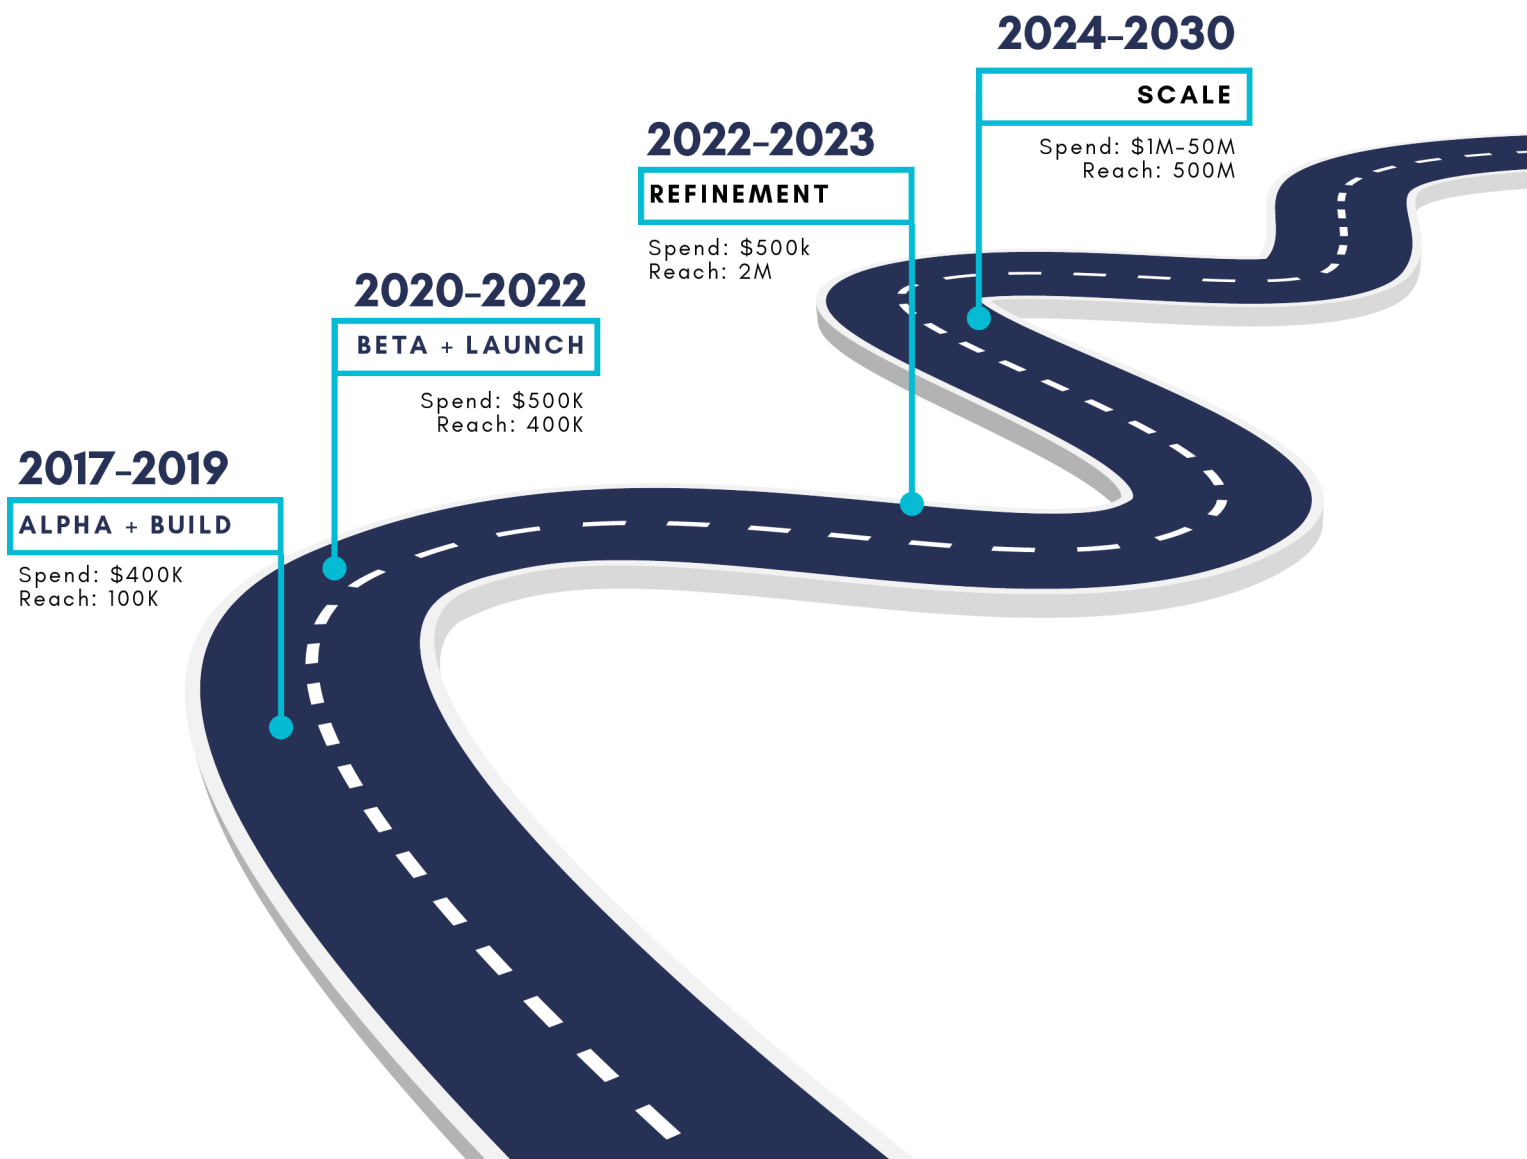 2024-2030
SCALE
Spend: $1M-50M
Reach: 500M
2022-2023
REFINEMENT
Spend: $500k
Reach: 2M
2020-2022
BETA + LAUNCH
Spend: $500K
Reach: 400K
2017-2019
ALPHA + BUILD
Spend: $400K
Reach: 100K